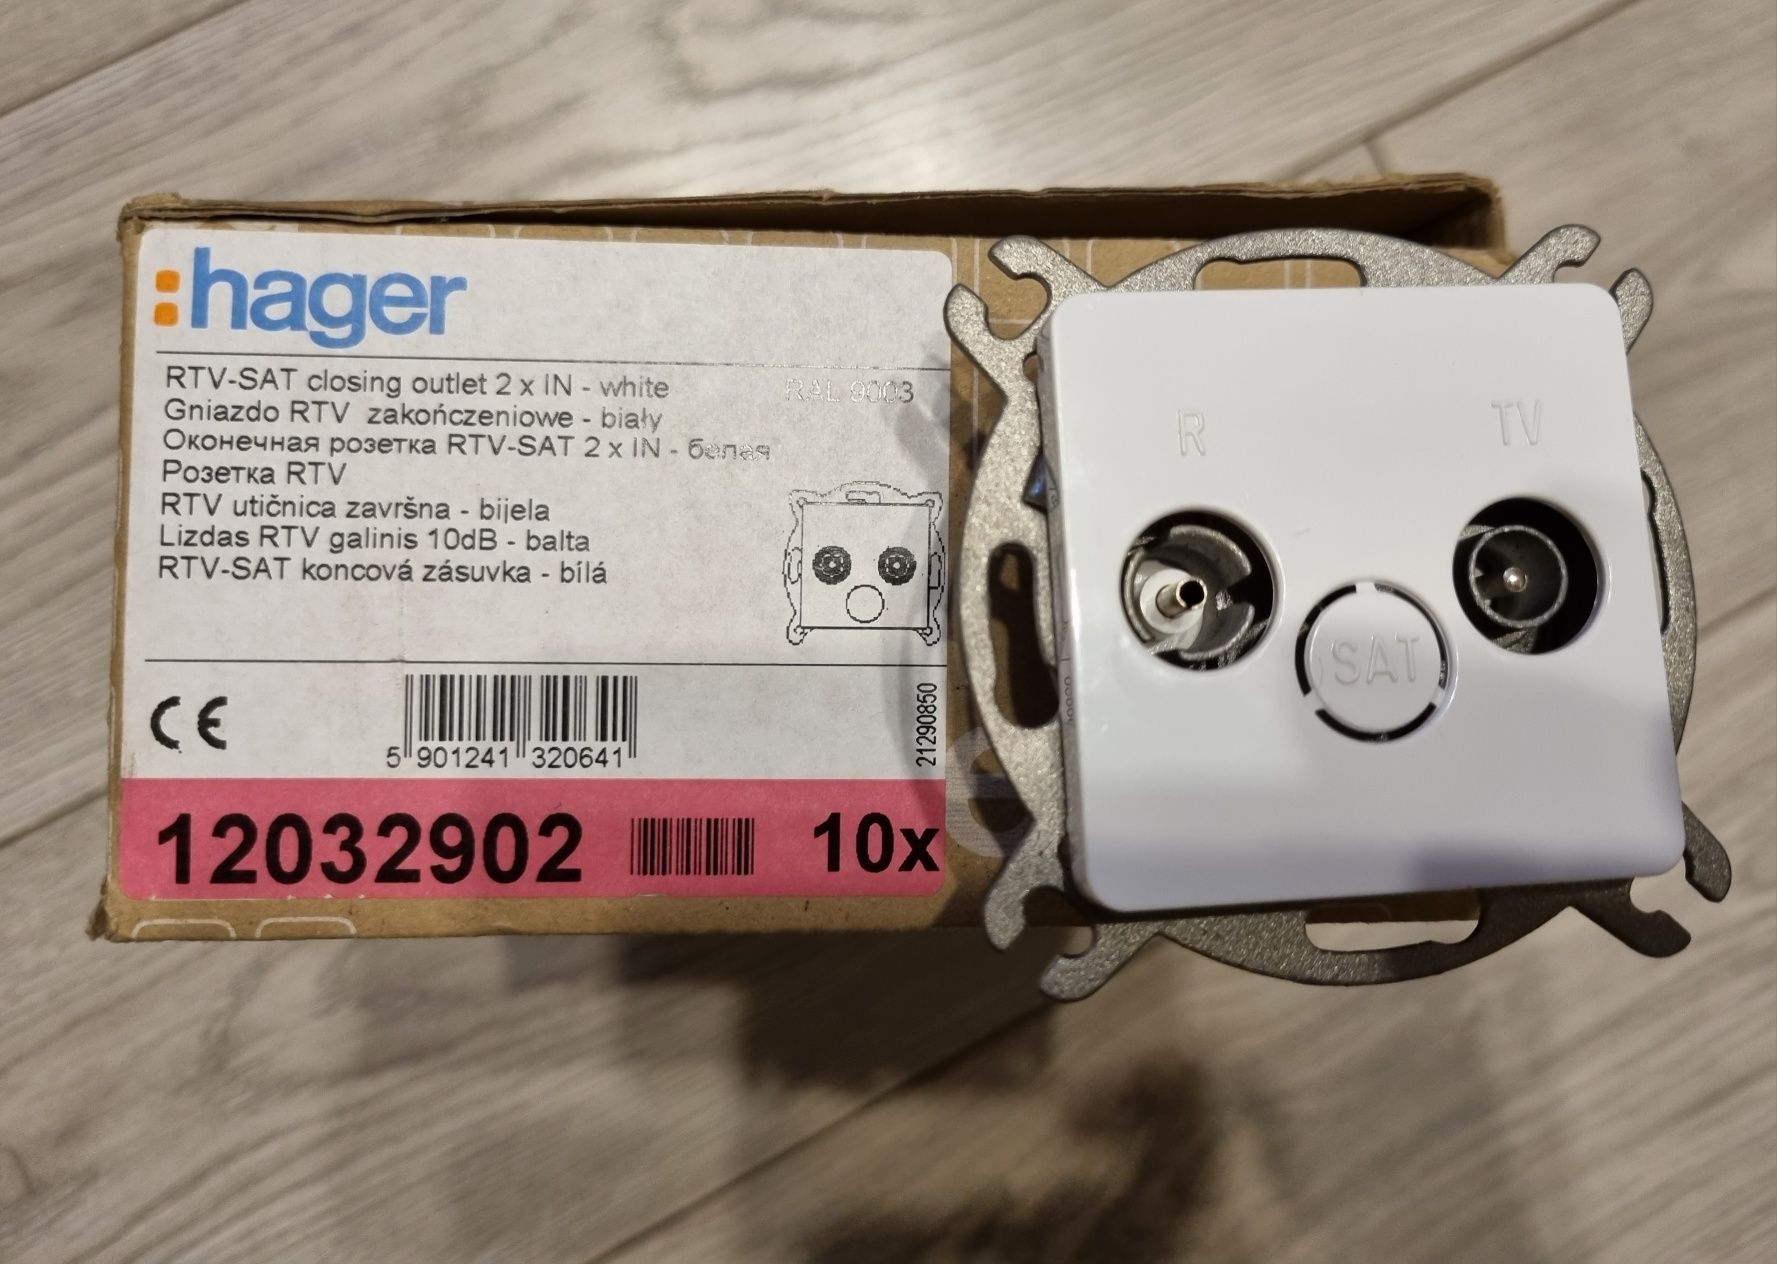 hager
RTV-SAT closing outlet 2 x IN - white RAL 9003
Gniazdo RTV zakończeniowe - biały
Оконечная розетка RTV-SAT 2 x IN - белая
Розетка RTV
RTV utičnica završna - bijela
Lizdas RTV galinis 10dB - balta
RTV-SAT koncová zásuvka - bílá
CE
5 901241 320641
21290850
12032902 10x
R TV
SAT